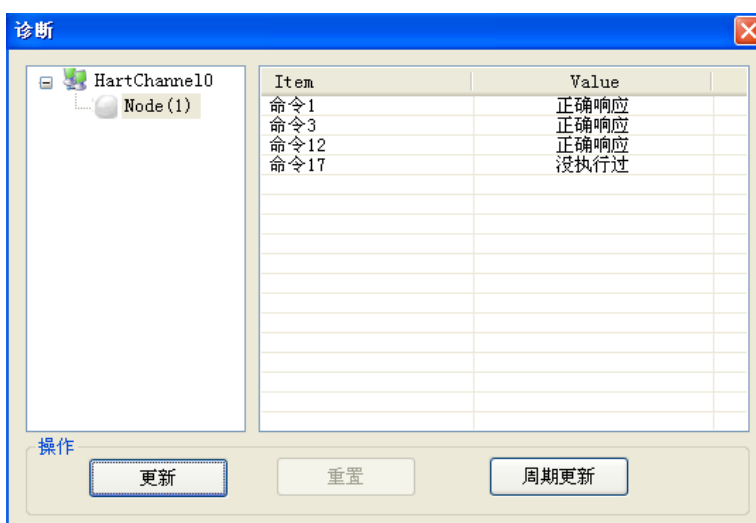 诊断
HartChannel0
Node(1)
Item Value
命令1 正确响应
命令3 正确响应
命令12 正确响应
命令17 没执行过
操作
更新 重置 周期更新